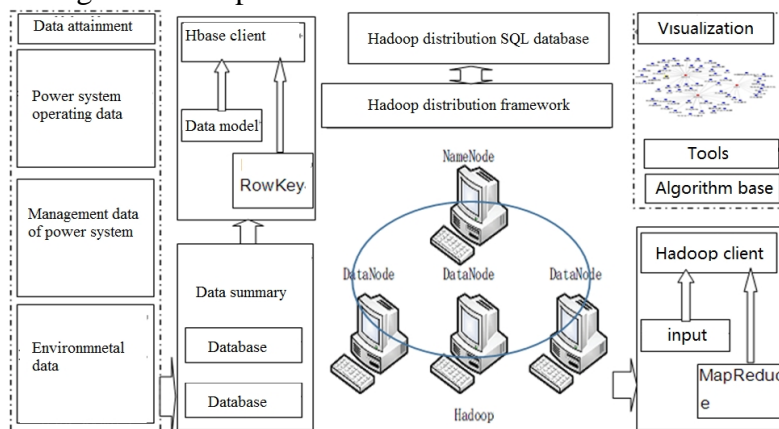 Data attainment
Power system
operating data
Management data
of power system
Environmnetal
data
Hbase client
Data model
RowKey
Data summary
Database
Database
Hadoop distribution SQL database
Hadoop distribution framework
NameNode
DataNode
DataNode
DataNode
Hadoop
Visualization
Tools
Algorithm base
Hadoop client
input
MapReduc
e